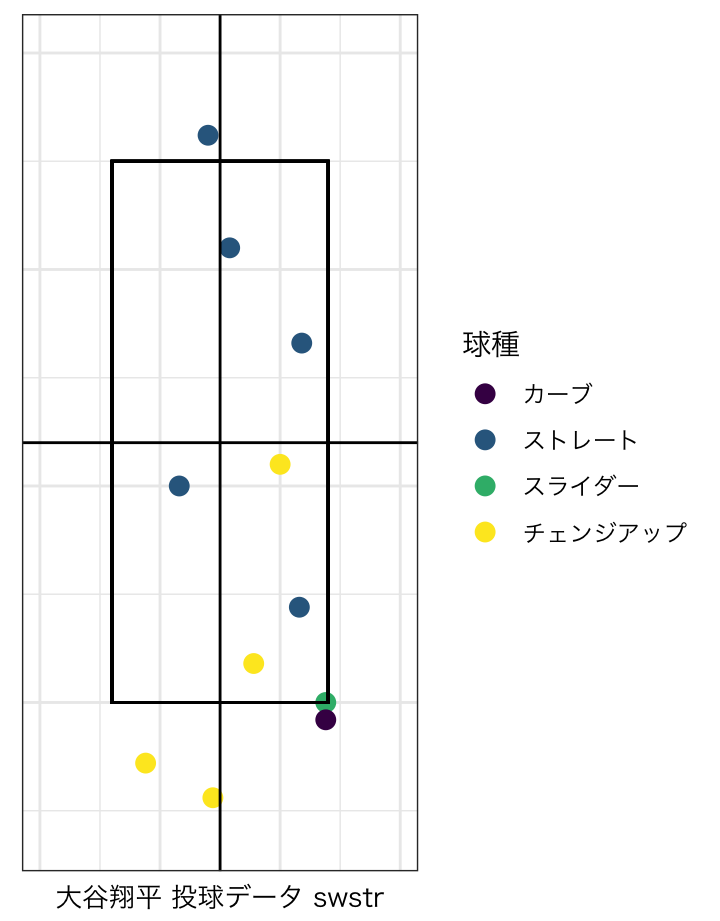 球種
カーブ
ストレート
スライダー
チェンジアップ
大谷翔平 投球データ swstr